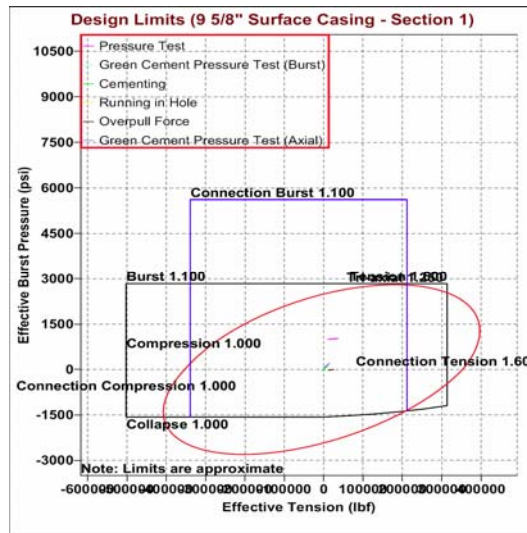 Design Limits (9 5/8" Surface Casing - Section 1)
10500
9000
7500
6000
4500
3000
1500
0
-1500
-3000
Effective Burst Pressure (psi)
Pressure Test
Green Cement Pressure Test (Burst)
Cementing
Running in Hole
Overpull Force
Green Cement Pressure Test (Axial)
Connection Burst 1.100
Burst 1.100
Compression 1.000
Connection Tension 1.60
Connection Compression 1.000
Collapse 1.000
Note: Limits are approximate
0
100000
400000
Effective Tension (lbf)